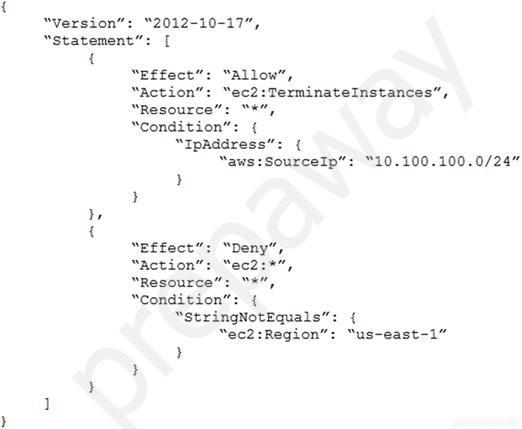 {
“Version”: “2012-10-17”,
“Statement”: [
{
“Effect”: “Allow”,
“Action”: “ec2:TerminateInstances”,
“Resource”: “*”,
“Condition”: {
“IpAddress”: {
“aws:SourceIp”: “10.100.100.0/24”
}
}
},
{
“Effect”: “Deny”,
“Action”: “ec2:*”,
“Resource”: “*”,
“Condition”: {
“StringNotEquals”: {
“ec2:Region”: “us-east-1”
}
}
}
]
}
prepaway